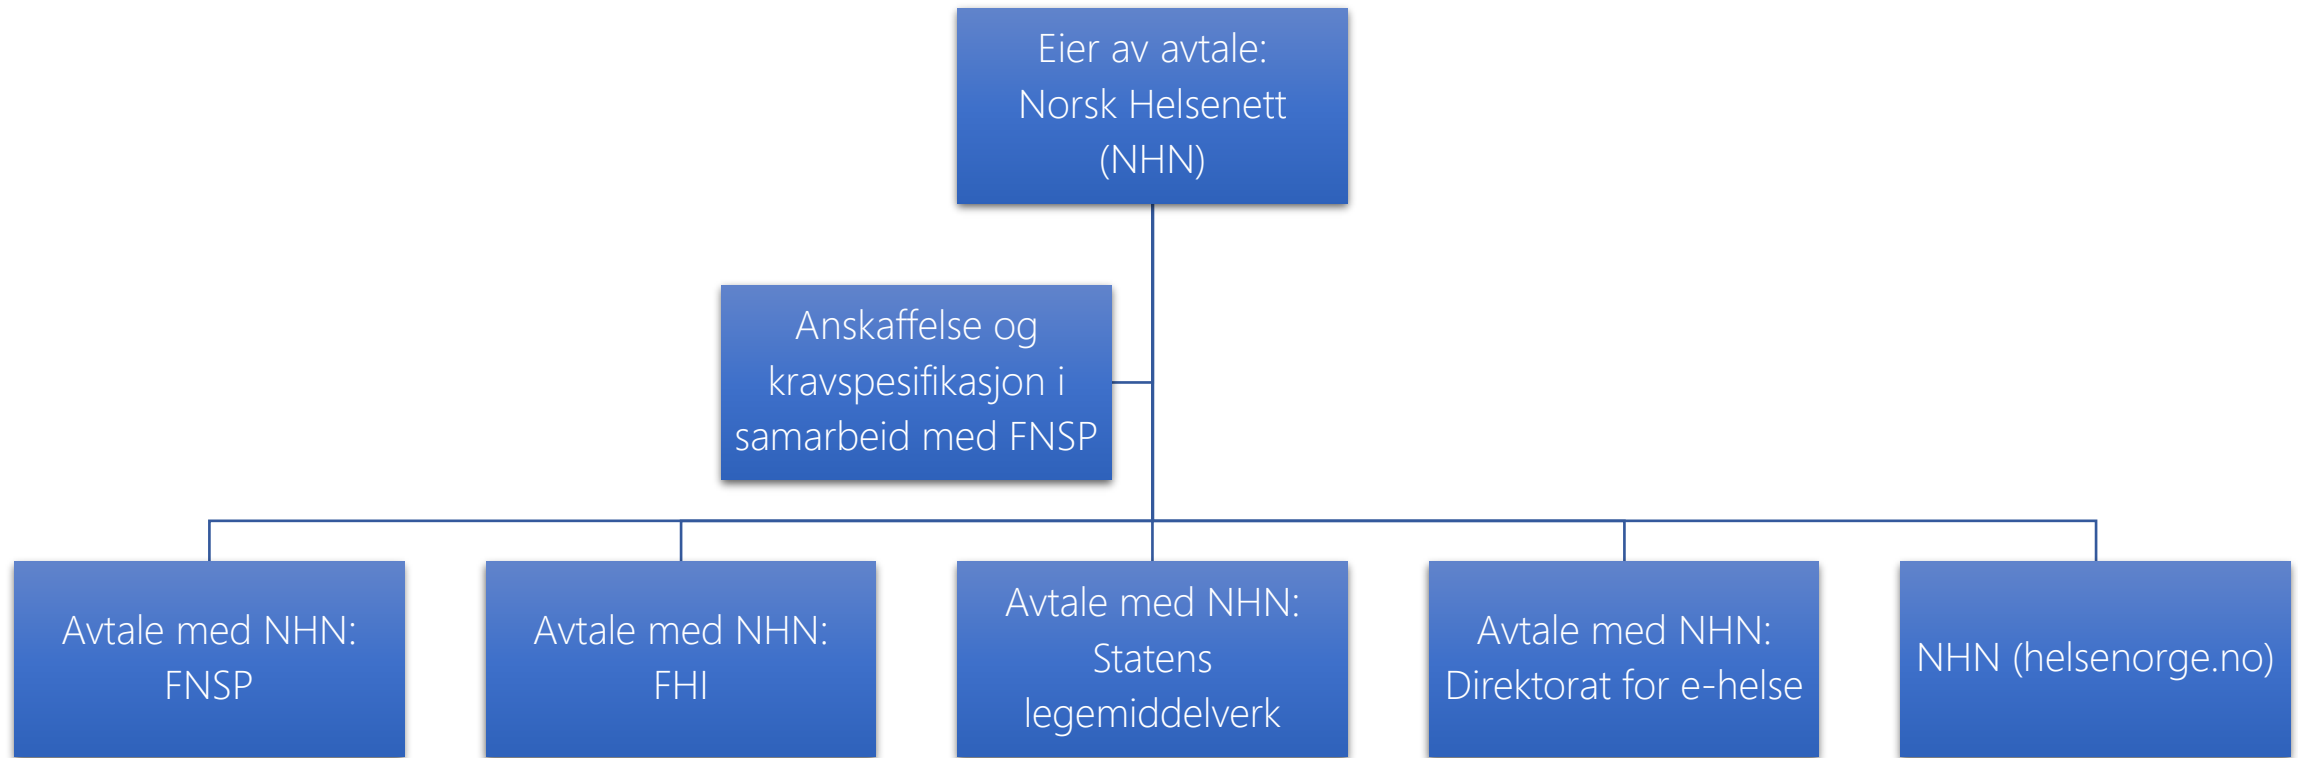 Eier av avtale:
Norsk Helsenett
(NHN)
Anskaffelse og
kravspesifikasjon i
samarbeid med FNSP
Avtale med NHN:
FNSP
Avtale med NHN:
FHI
Avtale med NHN:
Statens
legemiddelverk
Avtale med NHN:
Direktorat for e-helse
NHN (helsenorge.no)